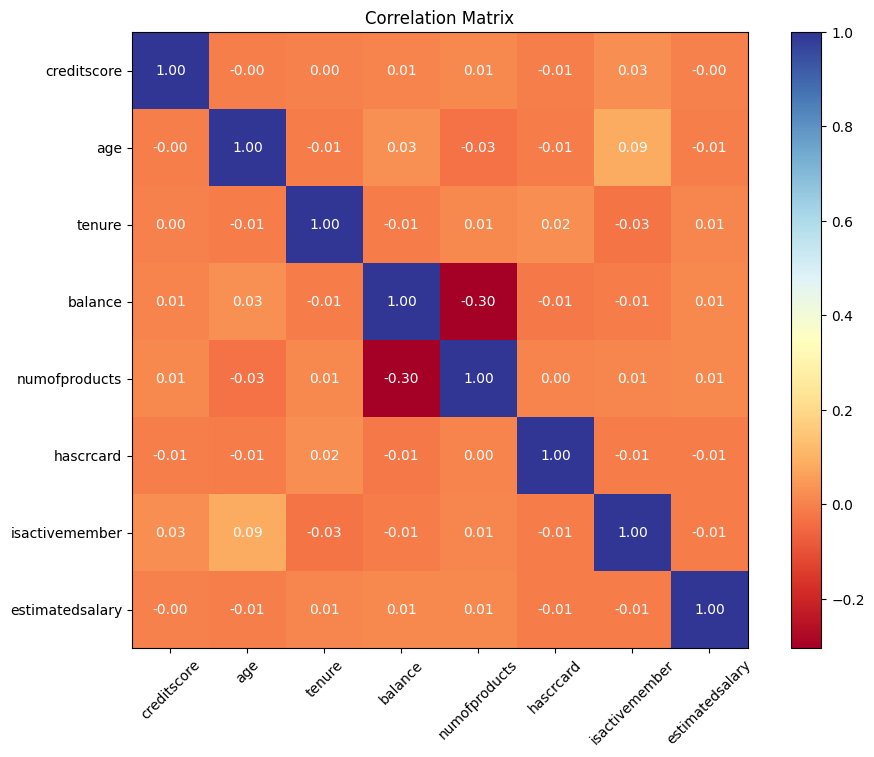 Correlation Matrix
creditscore 1.00 -0.00 0.00 0.01 0.01 -0.01 0.03 -0.00
age -0.00 1.00 -0.01 0.03 -0.03 -0.01 0.09 -0.01
tenure 0.00 -0.01 1.00 -0.01 0.01 0.02 -0.03 0.01
balance 0.01 0.03 -0.01 1.00 -0.30 -0.01 -0.01 0.01
numofproducts 0.01 -0.03 0.01 -0.30 1.00 0.00 0.01 0.01
hascrcard -0.01 -0.01 0.02 -0.01 0.00 1.00 -0.01 -0.01
isactivemember 0.03 0.09 -0.03 -0.01 0.01 -0.01 1.00 -0.01
estimatedsalary -0.00 -0.01 0.01 0.01 0.01 -0.01 -0.01 1.00
creditscore age tenure balance numofproducts hascrcard isactivemember estimatedsalary
1.0
0.8
0.6
0.4
0.2
0.0
−0.2